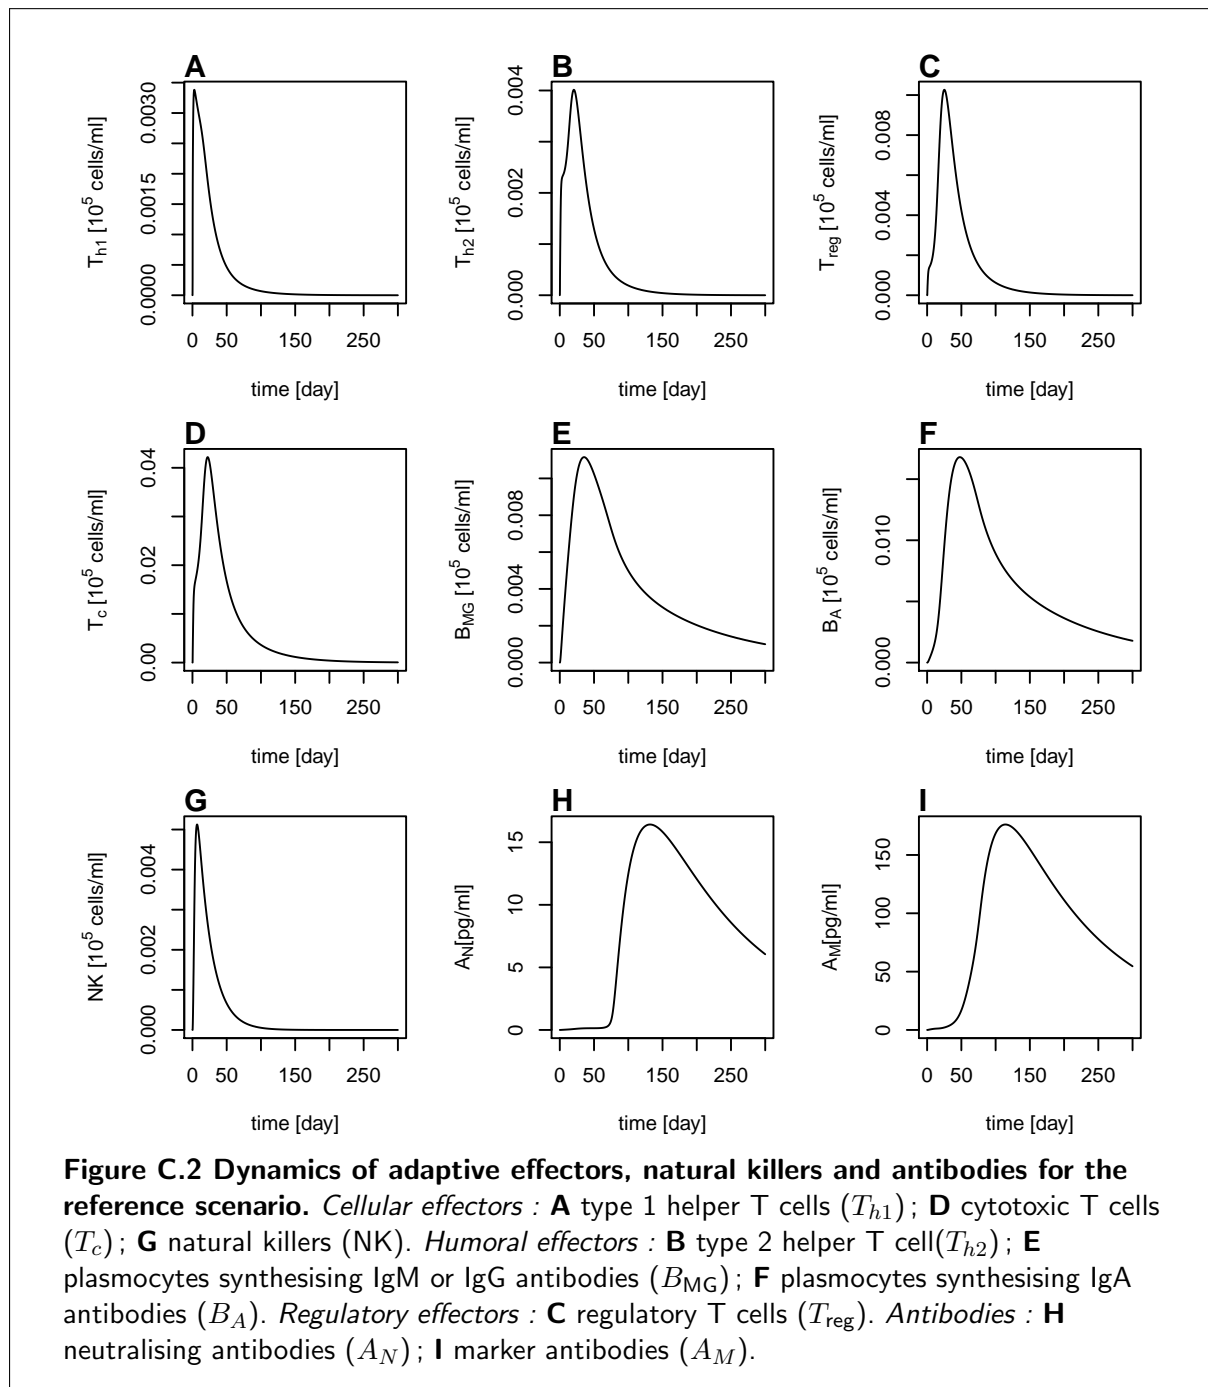 A
T_h1 [10^5 cells/ml]
0.0000 0.0015 0.0030
0 50 150 250
time [day]
B
T_h2 [10^5 cells/ml]
0.000 0.002 0.004
0 50 150 250
time [day]
C
T_reg [10^5 cells/ml]
0.000 0.004 0.008
0 50 150 250
time [day]
D
T_c [10^5 cells/ml]
0.00 0.02 0.04
0 50 150 250
time [day]
E
B_MG [10^5 cells/ml]
0.000 0.004 0.008
0 50 150 250
time [day]
F
B_A [10^5 cells/ml]
0.000 0.010
0 50 150 250
time [day]
G
NK [10^5 cells/ml]
0.000 0.002 0.004
0 50 150 250
time [day]
H
A_N[pg/ml]
0 5 10 15
0 50 150 250
time [day]
I
A_M[pg/ml]
0 50 100 150
0 50 150 250
time [day]
Figure C.2 Dynamics of adaptive effectors, natural killers and antibodies for the
reference scenario. Cellular effectors : A type 1 helper T cells (T_h1) ; D cytotoxic T cells
(T_c) ; G natural killers (NK). Humoral effectors : B type 2 helper T cell(T_h2) ; E
plasmocytes synthesising IgM or IgG antibodies (B_MG) ; F plasmocytes synthesising IgA
antibodies (B_A). Regulatory effectors : C regulatory T cells (T_reg). Antibodies : H
neutralising antibodies (A_N) ; I marker antibodies (A_M).